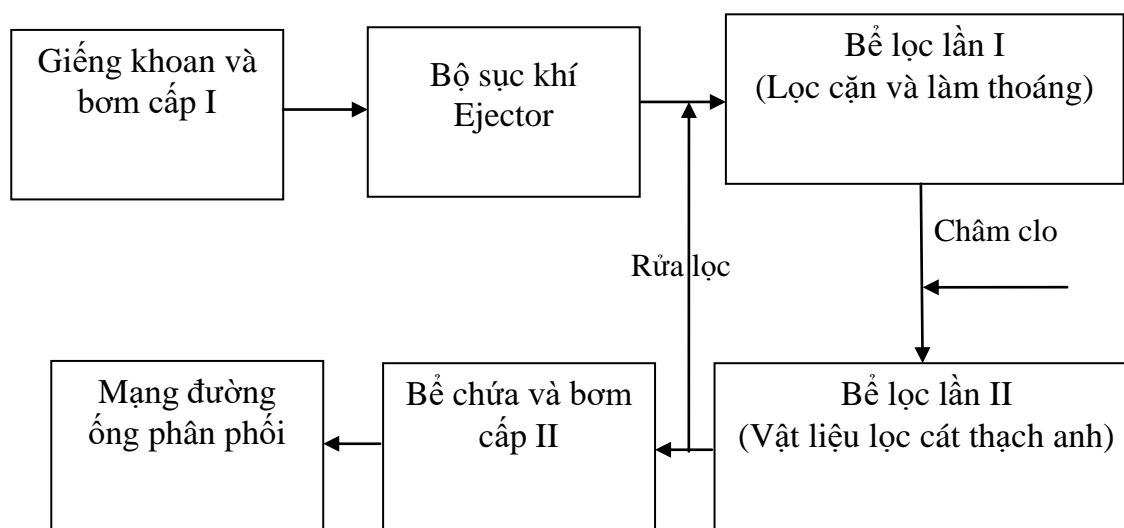 Giếng khoan và
bơm cấp I
Bộ sục khí
Ejector
Bể lọc lần I
(Lọc cặn và làm thoáng)
Châm clo
Rửa lọc
Mạng đường
ống phân phối
Bể chứa và bơm
cấp II
Bể lọc lần II
(Vật liệu lọc cát thạch anh)